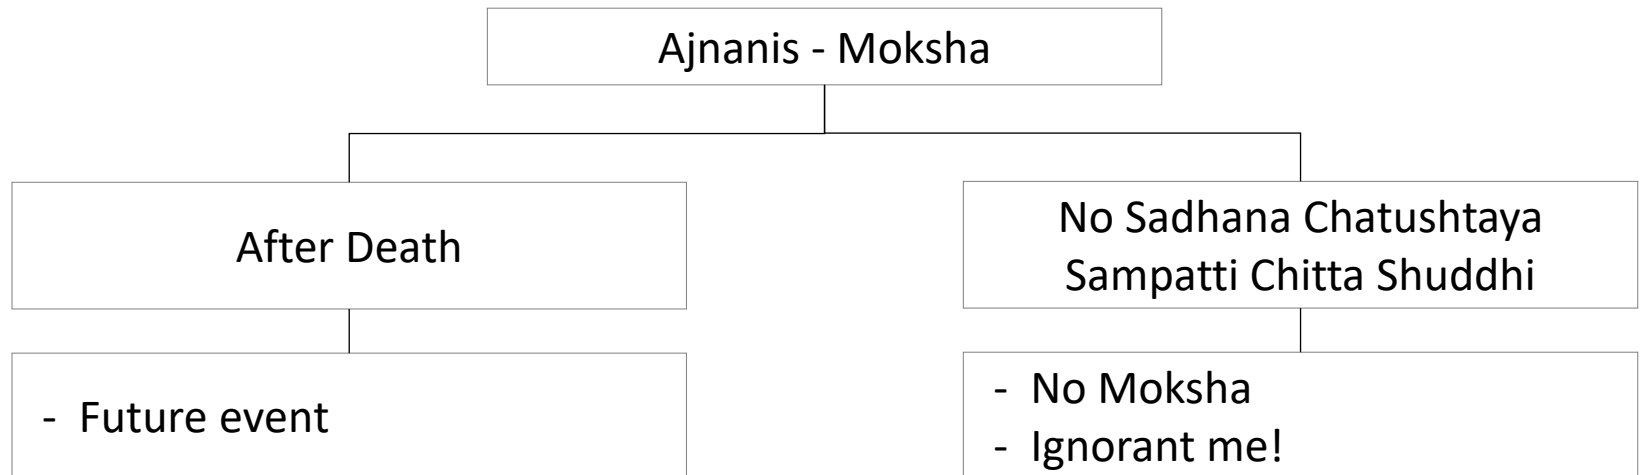 Ajnanis - Moksha
After Death
No Sadhana Chatushtaya
Sampatti Chitta Shuddhi
- Future event
- No Moksha
- Ignorant me!